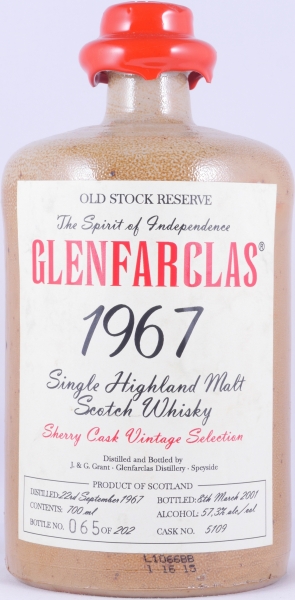 OLD STOCK RESERVE
The Spirit of Independence
GLENFARCLAS®
1967
Single Highland Malt
Scotch Whisky
Sherry Cask Vintage Selection
Distilled and Bottled by
J. & G. Grant - Glenfarclas Distillery - Speyside
PRODUCT OF SCOTLAND
DISTILLED: 22nd September 1967 BOTTLED: 8th March 2001
CONTENTS: 700 ml ALCOHOL: 57,3% alc/vol
BOTTLE NO. 065 OF 202 CASK NO. 5109
L10668B
1 16 15